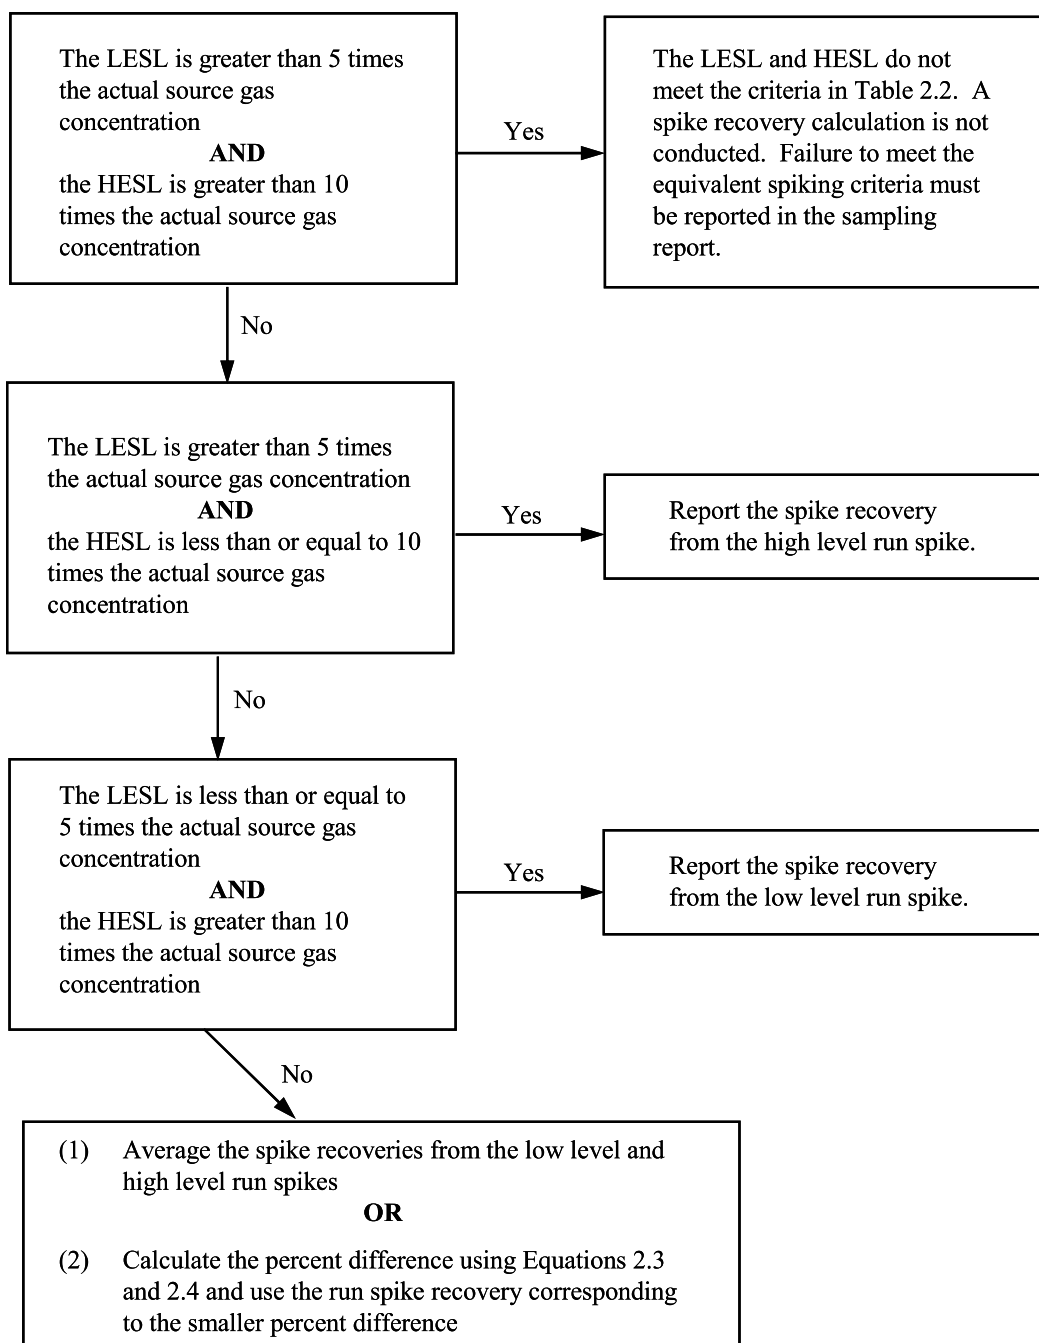 The LESL is greater than 5 times
the actual source gas
concentration
AND
the HESL is greater than 10
times the actual source gas
concentration
Yes
The LESL and HESL do not
meet the criteria in Table 2.2. A
spike recovery calculation is not
conducted. Failure to meet the
equivalent spiking criteria must
be reported in the sampling
report.
No
The LESL is greater than 5 times
the actual source gas concentration
AND
the HESL is less than or equal to 10
times the actual source gas
concentration
Yes
Report the spike recovery
from the high level run spike.
No
The LESL is less than or equal to
5 times the actual source gas
concentration
AND
the HESL is greater than 10
times the actual source gas
concentration
Yes
Report the spike recovery
from the low level run spike.
No
(1) Average the spike recoveries from the low level and
high level run spikes
OR
(2) Calculate the percent difference using Equations 2.3
and 2.4 and use the run spike recovery corresponding
to the smaller percent difference